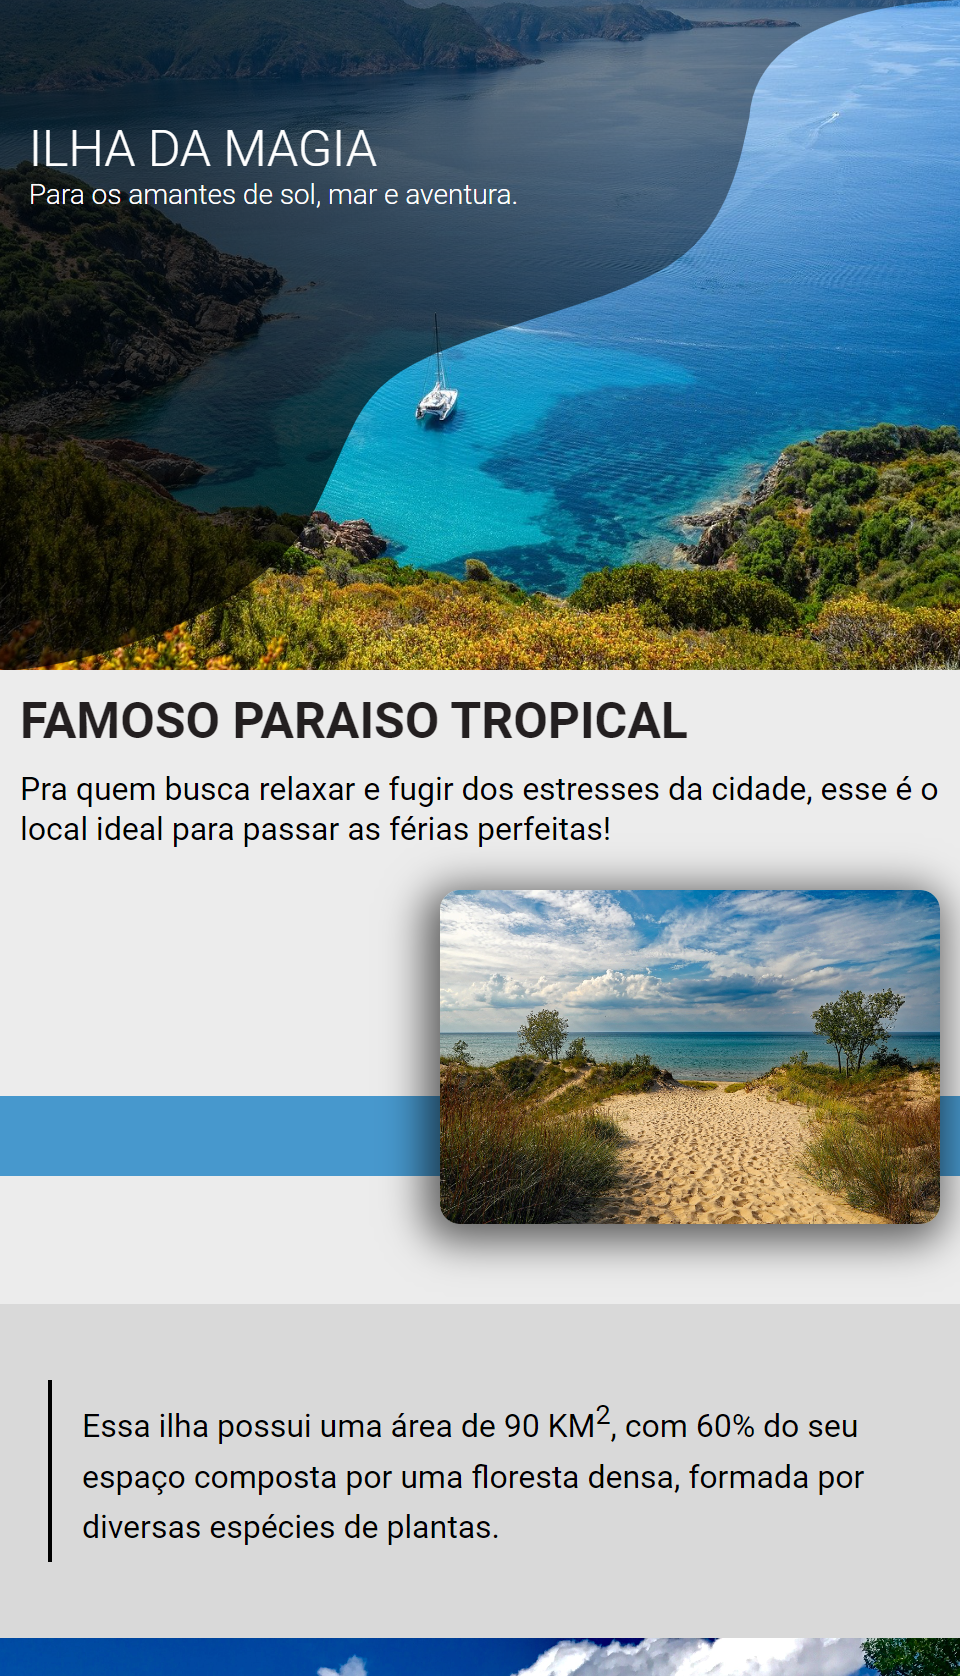 ILHA DA MAGIA
Para os amantes de sol, mar e aventura.
FAMOSO PARAISO TROPICAL
Pra quem busca relaxar e fugir dos estresses da cidade, esse é o
local ideal para passar as férias perfeitas!
Essa ilha possui uma área de 90 KM², com 60% do seu
espaço composta por uma floresta densa, formada por
diversas espécies de plantas.